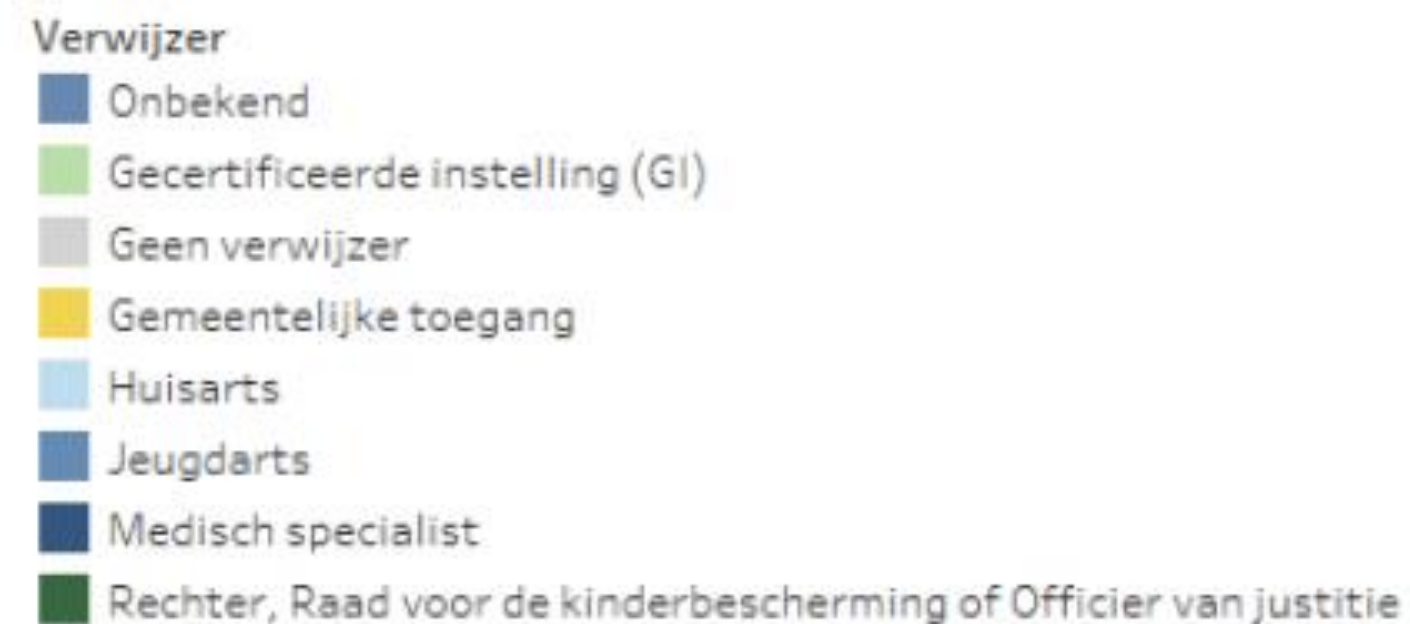 Verwijzer
Onbekend
Gecertificeerde instelling (GI)
Geen verwijzer
Gemeentelijke toegang
Huisarts
Jeugdarts
Medisch specialist
Rechter, Raad voor de kinderbescherming of Officier van justitie